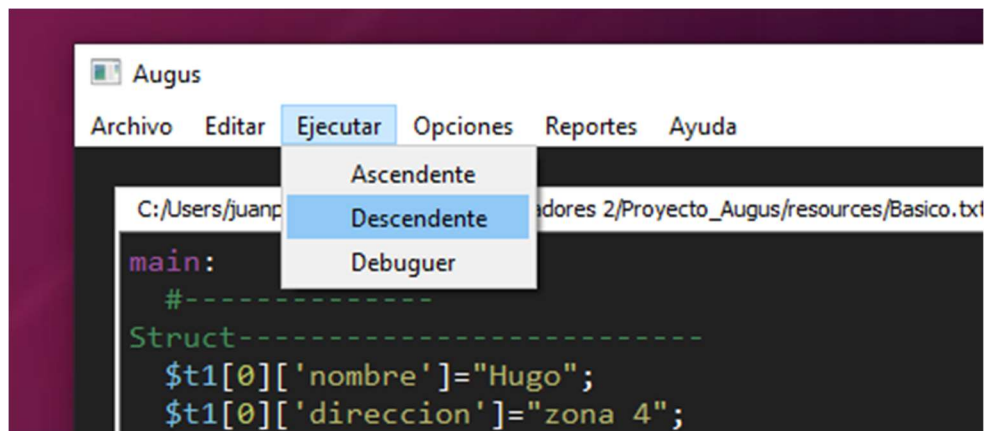 Augus
Archivo Editar Ejecutar Opciones Reportes Ayuda
Ascendente
C:/Users/juanp adores 2/Proyecto_Augus/resources/Basico.txt
Descendente
main:
Debuguer
#--------------
Struct---------------------------
$t1[0]['nombre']="Hugo";
$t1[0]['direccion']="zona 4";